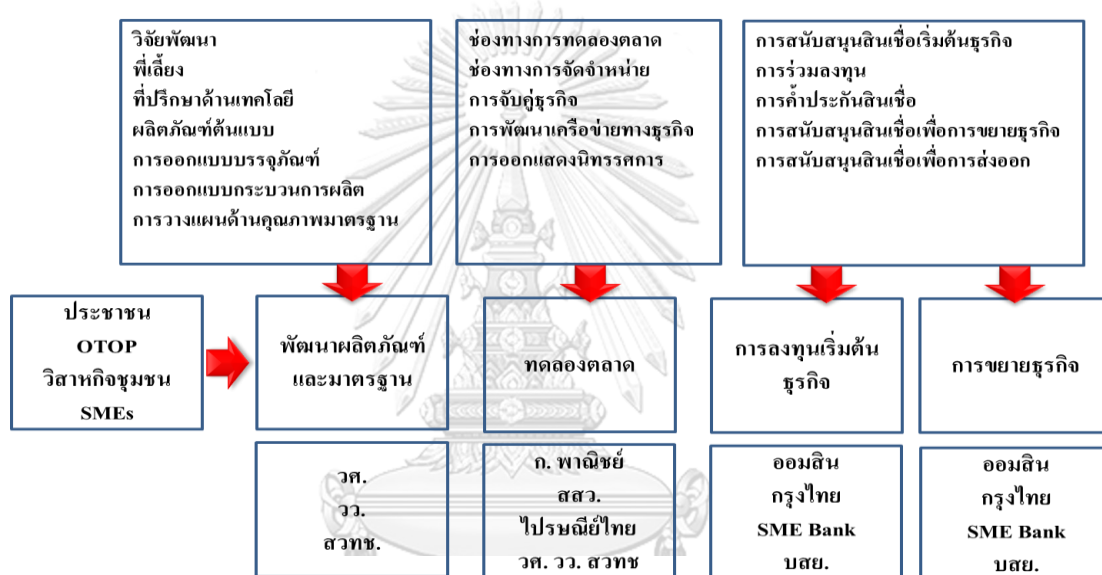 วิจัยพัฒนา
พี่เลี้ยง
ที่ปรึกษาด้านเทคโลยี
ผลิตภัณฑ์ต้นแบบ
การออกแบบบรรจุภัณฑ์
การออกแบบกระบวนการผลิต
การวางแผนด้านคุณภาพมาตรฐาน
ช่องทางการทดลองตลาด
ช่องทางการจัดจำหน่าย
การจับคู่ธุรกิจ
การพัฒนาเครือข่ายทางธุรกิจ
การออกแสดงนิทรรศการ
การสนับสนุนสินเชื่อเริ่มต้นธุรกิจ
การร่วมลงทุน
การค้ำประกันสินเชื่อ
การสนับสนุนสินเชื่อเพื่อการขยายธุรกิจ
การสนับสนุนสินเชื่อเพื่อการส่งออก
ประชาชน
OTOP
วิสาหกิจชุมชน
SMEs
พัฒนาผลิตภัณฑ์
และมาตรฐาน
ทดลองตลาด
การลงทุนเริ่มต้น
ธุรกิจ
การขยายธุรกิจ
วศ.
วว.
สวทช.
ก. พาณิชย์
สสว.
ไปรษณีย์ไทย
วศ. วว. สวทช
ออมสิน
กรุงไทย
SME Bank
บสย.
ออมสิน
กรุงไทย
SME Bank
บสย.